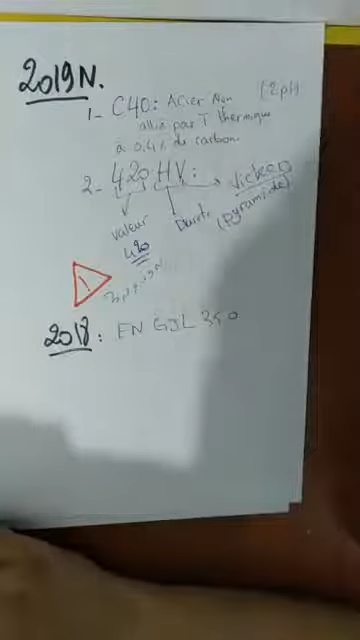 2019N.
1- C40: Acier Non (2pt)
allié par T thermique
à 0.4% de carbon
2- 420 HV:
Vickers
valeur Dureté (Pyramide)
420
2018: EN GJL 350